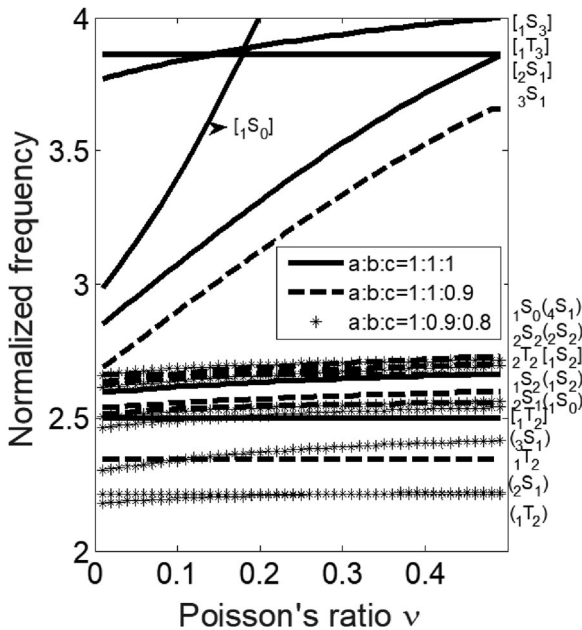 4
3.5
3
2.5
2
0
0.1
0.2
0.3
0.4
Normalized frequency
Poisson's ratio ν
[₁S₀]
a:b:c=1:1:1
a:b:c=1:1:0.9
a:b:c=1:0.9:0.8
[₁S₃]
[₁T₃]
[₂S₁]
₃S₁
₁S₀(₄S₁)
₂S₂(₂S₂)
₂T₂ [₁S₂]
₁S₂(₁S₂)
₂S₁(₁S₀)
[₁T₂]₁S₀)
(₃S₁)
₁T₂
(₂S₁)
(₁T₂)